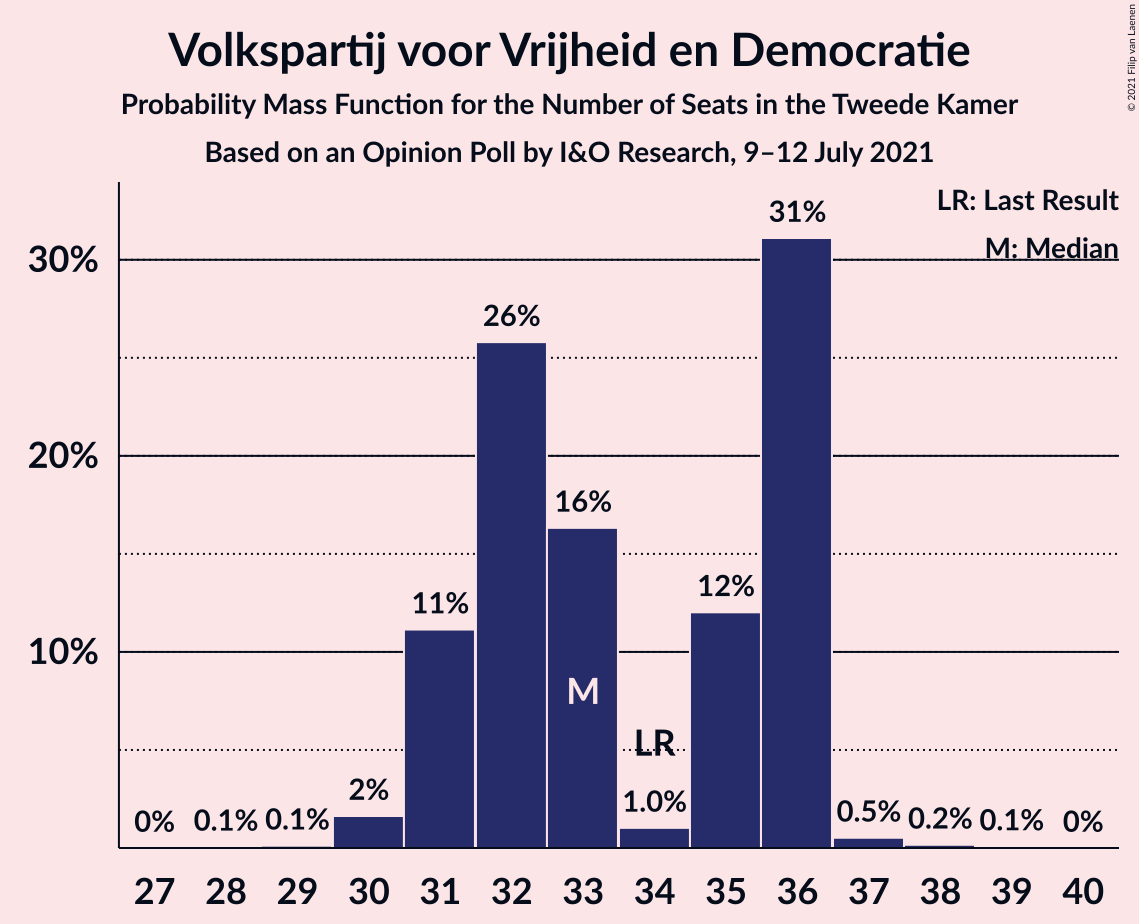 Volkspartij voor Vrijheid en Democratie
Probability Mass Function for the Number of Seats in the Tweede Kamer
Based on an Opinion Poll by I&O Research, 9–12 July 2021
© 2021 Filip van Laenen
LR: Last Result
M: Median
30%
20%
10%
0%
0.1%
0.1%
2%
11%
26%
16%
1.0%
12%
31%
0.5%
0.2%
0.1%
0%
M
LR
27 28 29 30 31 32 33 34 35 36 37 38 39 40